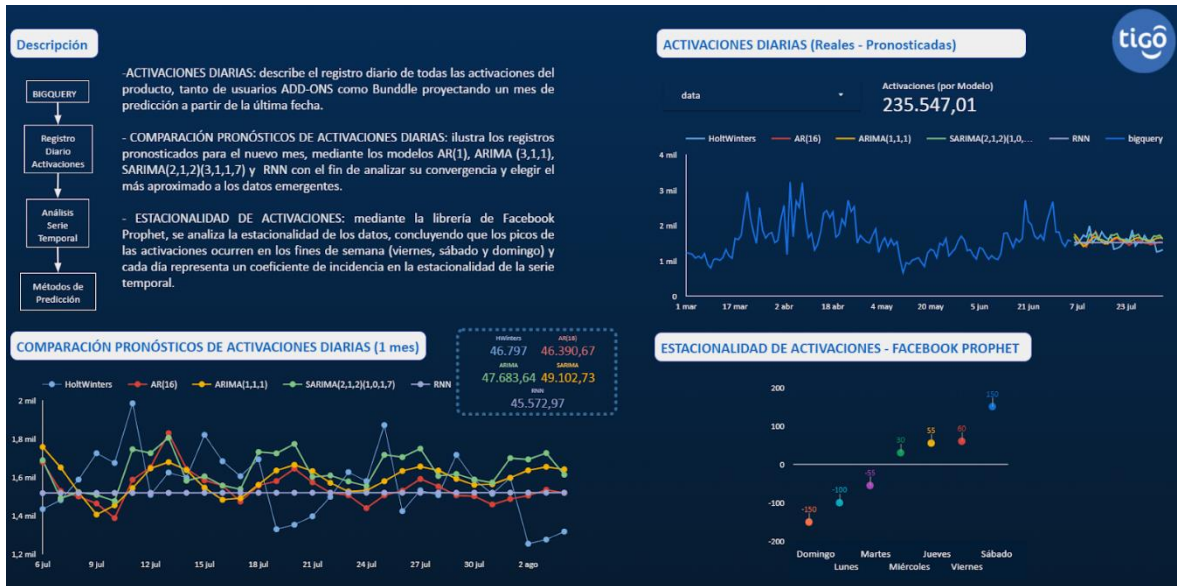 Descripción
BIGQUERY
Registro
Diario
Activaciones
Análisis
Serie
Temporal
Métodos de
Predicción
-ACTIVACIONES DIARIAS: describe el registro diario de todas las activaciones del
producto, tanto de usuarios ADD-ONS como Bunddle proyectando un mes de
predicción a partir de la última fecha.
- COMPARACIÓN PRONÓSTICOS DE ACTIVACIONES DIARIAS: ilustra los registros
pronosticados para el nuevo mes, mediante los modelos AR(1), ARIMA (3,1,1),
SARIMA(2,1,2)(3,1,1,7) y RNN con el fin de analizar su convergencia y elegir el
más aproximado a los datos emergentes.
- ESTACIONALIDAD DE ACTIVACIONES: mediante la librería de Facebook
Prophet, se analiza la estacionalidad de los datos, concluyendo que los picos de
las activaciones ocurren en los fines de semana (viernes, sábado y domingo) y
cada día representa un coeficiente de incidencia en la estacionalidad de la serie
temporal.
ACTIVACIONES DIARIAS (Reales - Pronosticadas)
tigô
data
Activaciones (por Modelo)
235.547,01
HoltWinters AR(16) ARIMA(1,1,1) SARIMA(2,1,2)(1,0,... RNN bigquery
4 mil
3 mil
2 mil
1 mil
0
1 mar 17 mar 2 abr 18 abr 4 may 20 may 5 jun 21 jun 7 jul 23 jul
COMPARACIÓN PRONÓSTICOS DE ACTIVACIONES DIARIAS (1 mes)
HWinters AR(18)
46.797 46.390,67
ARIMA SARIMA
47.683,64 49.102,73
RNN
45.572,97
HoltWinters AR(16) ARIMA(1,1,1) SARIMA(2,1,2)(1,0,1,7) RNN
2 mil
1,8 mil
1,6 mil
1,4 mil
1,2 mil
6 jul 9 jul 12 jul 15 jul 18 jul 21 jul 24 jul 27 jul 30 jul 2 ago
ESTACIONALIDAD DE ACTIVACIONES - FACEBOOK PROPHET
200
100
0
-100
-200
-150
-100
-55
30
55
60
150
Domingo Martes Jueves Sábado
Lunes Miércoles Viernes